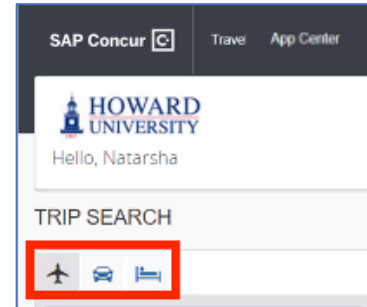 SAP Concur C Travel App Center
HOWARD
UNIVERSITY
Hello, Natarsha
TRIP SEARCH